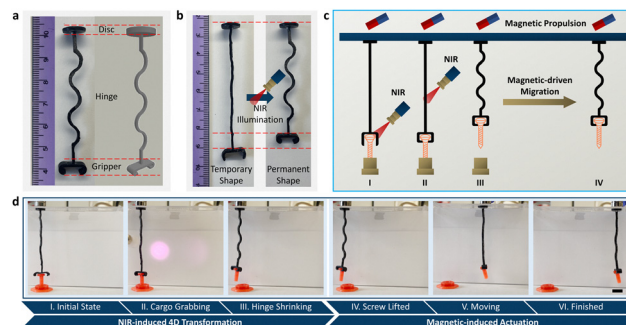 a
Disc
Hinge
Gripper
b
NIR
Illumination
Temporary
Shape
Permanent
Shape
c
Magnetic Propulsion
NIR
NIR
Magnetic-driven
Migration
I
II
III
IV
d
I. Initial State
II. Cargo Grabbing
III. Hinge Shrinking
IV. Screw Lifted
V. Moving
VI. Finished
NIR-induced 4D Transformation
Magnetic-induced Actuation